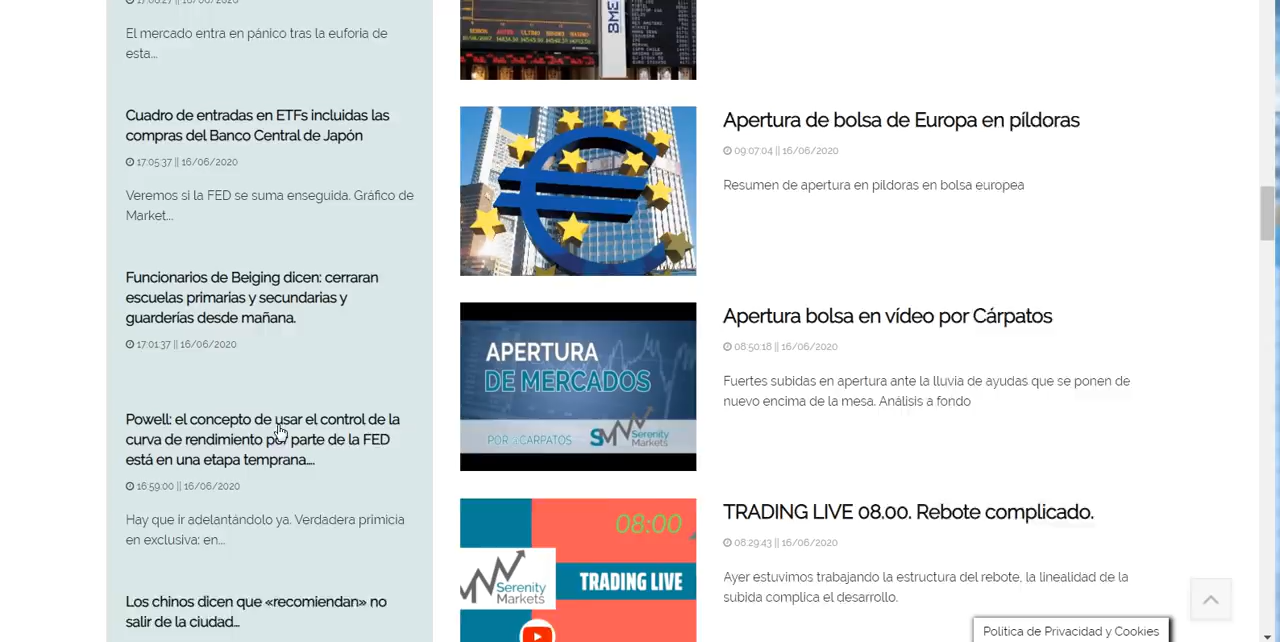 17:06:27 || 16/06/2020
El mercado entra en pánico tras la euforia de
esta...
Cuadro de entradas en ETFs incluidas las
compras del Banco Central de Japón
17:05:37 || 16/06/2020
Veremos si la FED se suma enseguida. Gráfico de
Market...
Funcionarios de Beiging dicen: cerraran
escuelas primarias y secundarias y
guarderías desde mañana.
17:01:37 || 16/06/2020
Powell: el concepto de usar el control de la
curva de rendimiento por parte de la FED
está en una etapa temprana....
16:59:00 || 16/06/2020
Hay que ir adelantándolo ya. Verdadera primicia
en exclusiva: en...
Los chinos dicen que «recomiendan» no
salir de la ciudad...
BME
Apertura de bolsa de Europa en píldoras
09:07:04 || 16/06/2020
Resumen de apertura en píldoras en bolsa europea
APERTURA
DE MERCADOS
POR @CARPATOS
SM Serenity
Markets
Apertura bolsa en vídeo por Cárpatos
08:50:18 || 16/06/2020
Fuertes subidas en apertura ante la lluvia de ayudas que se ponen de
nuevo encima de la mesa. Análisis a fondo
08:00
Serenity
Markets
TRADING LIVE
TRADING LIVE 08.00. Rebote complicado.
08:29:43 || 16/06/2020
Ayer estuvimos trabajando la estructura del rebote, la linealidad de la
subida complica el desarrollo.
Política de Privacidad y Cookies